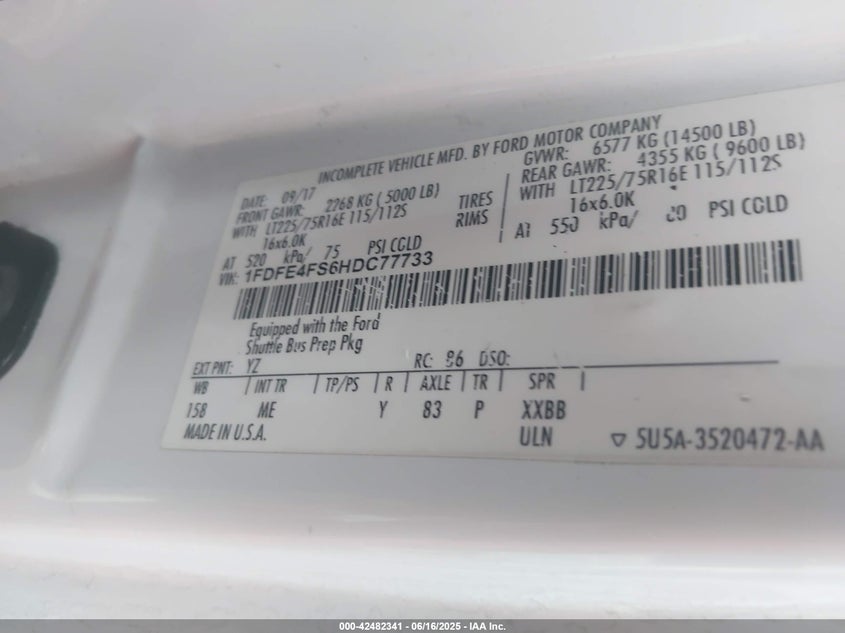 INCOMPLETE VEHICLE MFD. BY FORD MOTOR COMPANY
DATE: 09/17 GVWR: 6577 KG (14500 LB)
FRONT GAWR: 2268 KG ( 5000 LB) REAR GAWR: 4355 KG ( 9600 LB)
WITH LT225/75R16E 115/112S TIRES WITH LT225/75R16E 115/112S
16x6.0K RIMS 16x6.0K
AT 520 kPa/ 75 PSI COLD AT 550 kPa/ 80 PSI COLD
VIN: 1FDFE4FS6HDC77733
Equipped with the Ford
Shuttle Bus Prep Pkg
EXT PNT: YZ RC: 86 DSO:
WB INT TR TP/PS R AXLE TR SPR
158 ME Y 83 P XXBB
MADE IN U.S.A. ULN ▽ 5U5A-3520472-AA
000-42482341 - 06/16/2025 - IAA Inc.